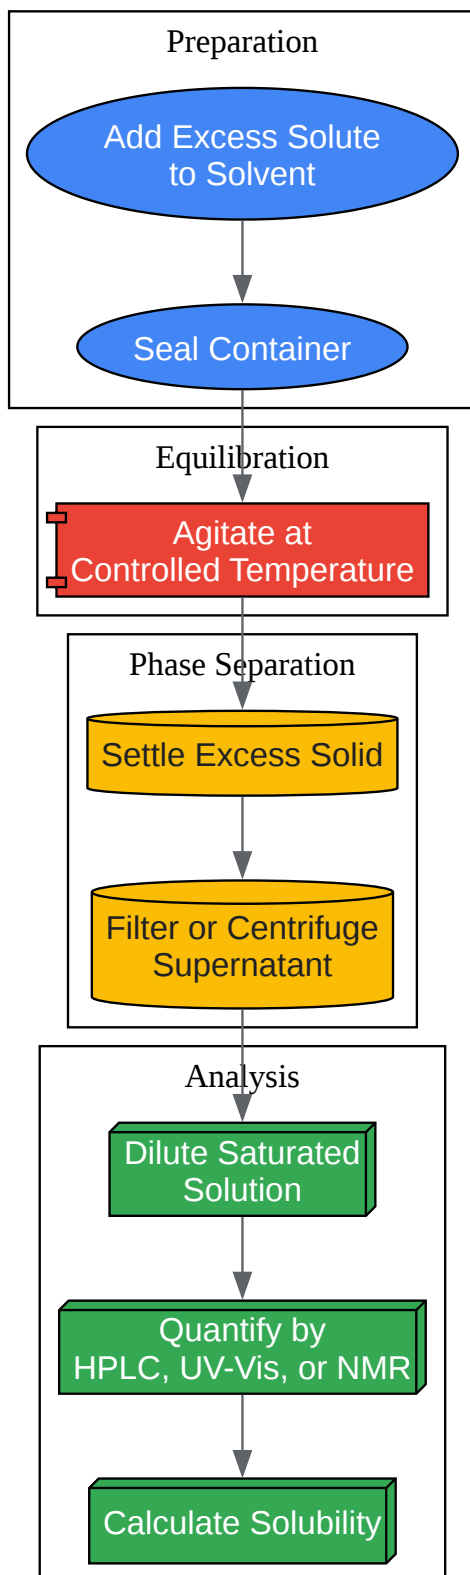 Preparation
Add Excess Solute
to Solvent
Seal Container
Equilibration
Agitate at
Controlled Temperature
Phase Separation
Settle Excess Solid
Filter or Centrifuge
Supernatant
Analysis
Dilute Saturated
Solution
Quantify by
HPLC, UV-Vis, or NMR
Calculate Solubility